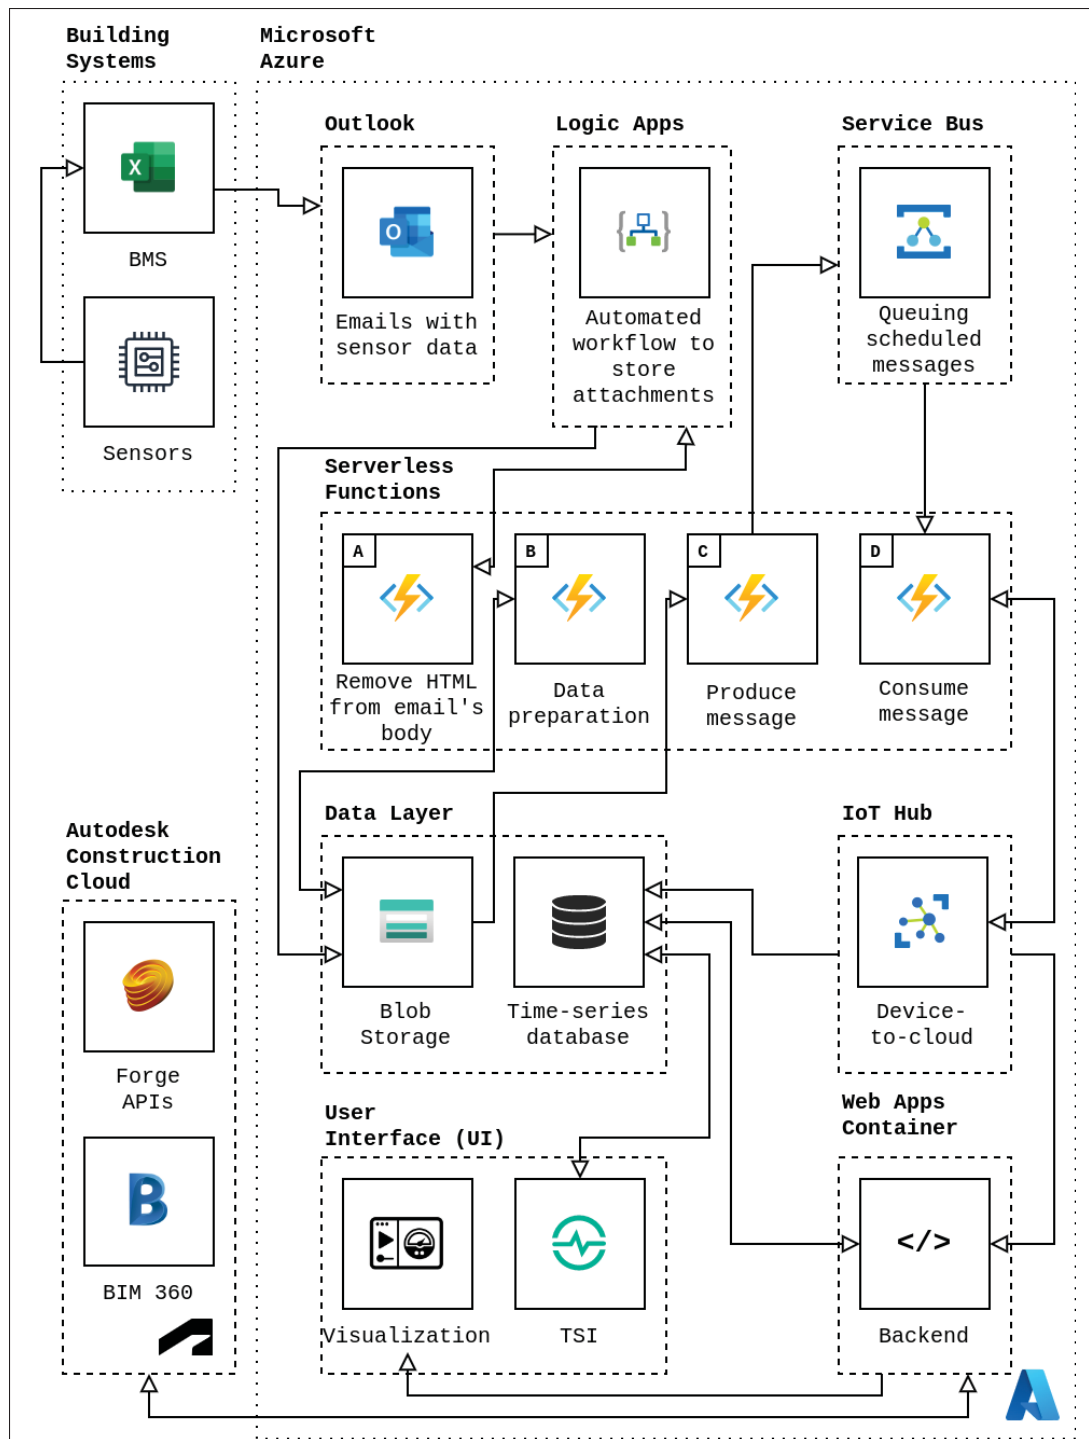 Building
Systems
Microsoft
Azure
Outlook
Logic Apps
Service Bus
X
BMS
O
Emails with
sensor data
Automated
workflow to
store
attachments
Queuing
scheduled
messages
Sensors
Serverless
Functions
A
B
C
D
Remove HTML
from email's
body
Data
preparation
Produce
message
Consume
message
Data Layer
IoT Hub
Autodesk
Construction
Cloud
Blob
Storage
Time-series
database
Device-
to-cloud
Forge
APIs
User
Interface (UI)
Web Apps
Container
B
BIM 360
</>
Visualization
TSI
Backend